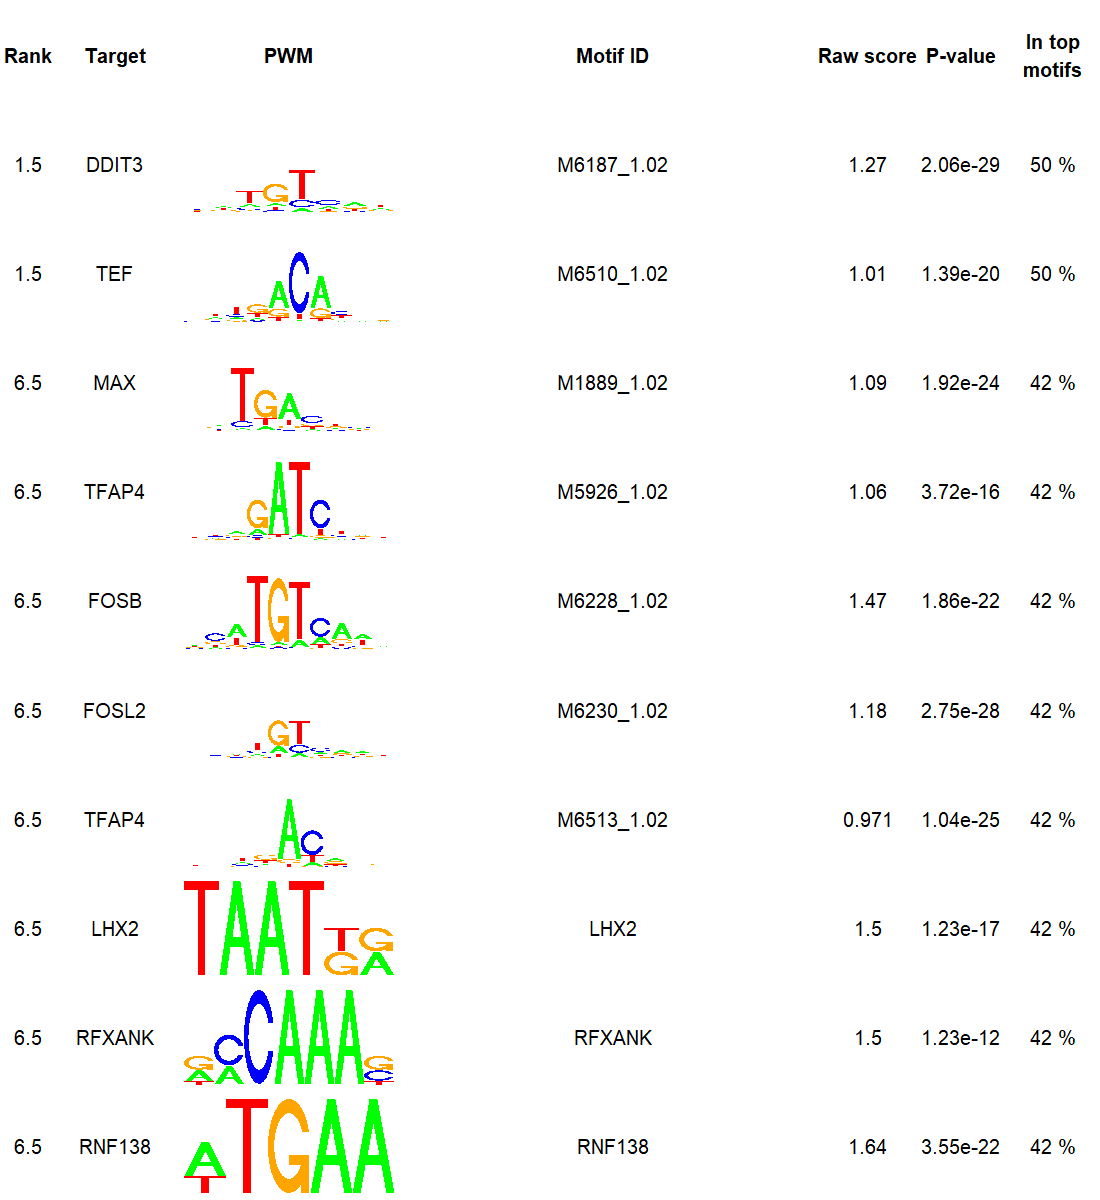 Rank Target PWM Motif ID Raw score P-value In top motifs
1.5 DDIT3 M6187_1.02 1.27 2.06e-29 50 %
1.5 TEF M6510_1.02 1.01 1.39e-20 50 %
6.5 MAX M1889_1.02 1.09 1.92e-24 42 %
6.5 TFAP4 M5926_1.02 1.06 3.72e-16 42 %
6.5 FOSB M6228_1.02 1.47 1.86e-22 42 %
6.5 FOSL2 M6230_1.02 1.18 2.75e-28 42 %
6.5 TFAP4 M6513_1.02 0.971 1.04e-25 42 %
6.5 LHX2 LHX2 1.5 1.23e-17 42 %
6.5 RFXANK RFXANK 1.5 1.23e-12 42 %
6.5 RNF138 RNF138 1.64 3.55e-22 42 %